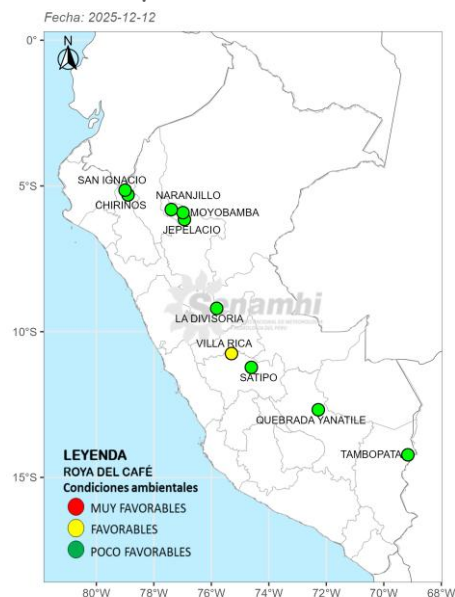 Fecha: 2025-12-12
N
0°
SAN IGNACIO
5°S
NARANJILLO
CHIRINOS
MOYOBAMBA
JEPELACIO
Senamhi
LA DIVISORIA
10°S
VILLA RICA
SATIPO
QUEBRADA YANATILE
TAMBOPATA
15°S
LEYENDA
ROYA DEL CAFÉ
Condiciones ambientales
MUY FAVORABLES
FAVORABLES
POCO FAVORABLES
80°W 78°W 76°W 74°W 72°W 70°W 68°W